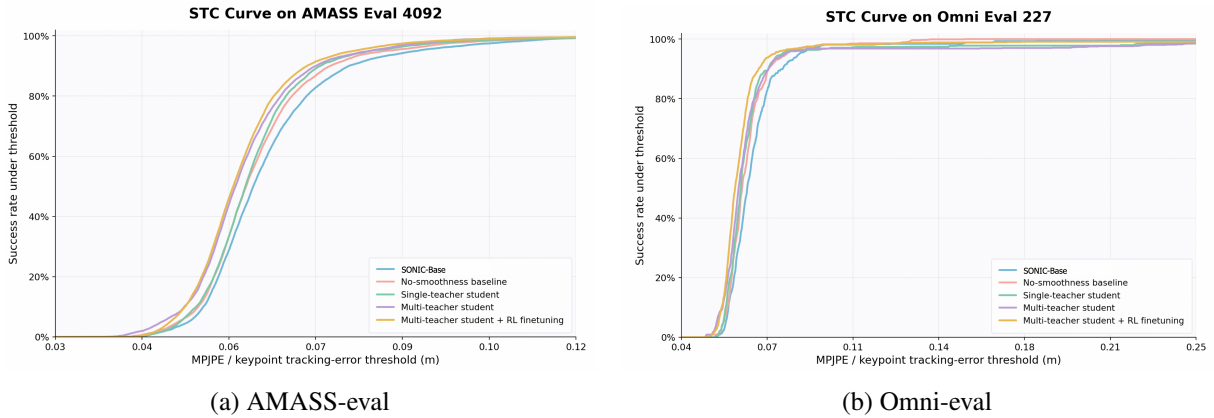 STC Curve on AMASS Eval 4092
Success rate under threshold
100%
80%
60%
40%
20%
0%
0.03 0.04 0.05 0.06 0.07 0.08 0.09 0.10 0.12
MPJPE / keypoint tracking-error threshold (m)
SONIC-Base
No-smoothness baseline
Single-teacher student
Multi-teacher student
Multi-teacher student + RL finetuning
(a) AMASS-eval
STC Curve on Omni Eval 227
Success rate under threshold
100%
80%
60%
40%
20%
0%
0.04 0.07 0.11 0.14 0.18 0.21 0.25
MPJPE / keypoint tracking-error threshold (m)
SONIC-Base
No-smoothness baseline
Single-teacher student
Multi-teacher student
Multi-teacher student + RL finetuning
(b) Omni-eval